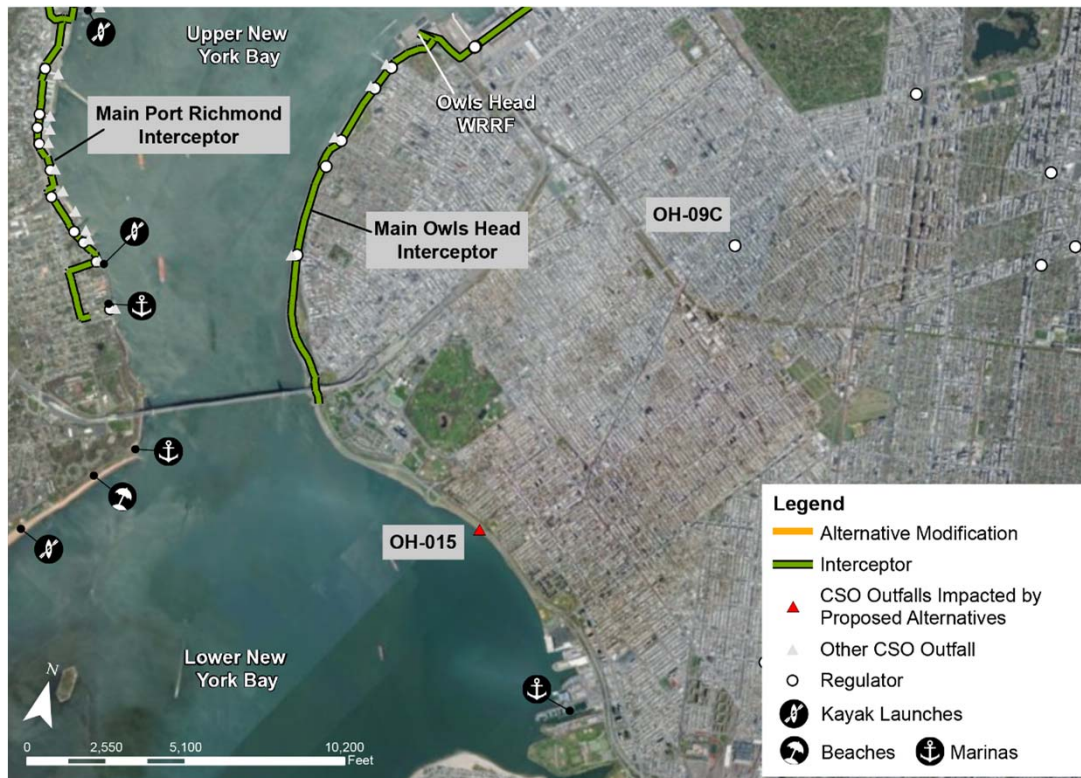 Upper New
York Bay
Main Port Richmond
Interceptor
Owls Head
WRRF
OH-09C
Main Owls Head
Interceptor
OH-015
Lower New
York Bay
N
0 2,550 5,100 10,200
Feet
Legend
Alternative Modification
Interceptor
CSO Outfalls Impacted by
Proposed Alternatives
Other CSO Outfall
Regulator
Kayak Launches
Beaches Marinas